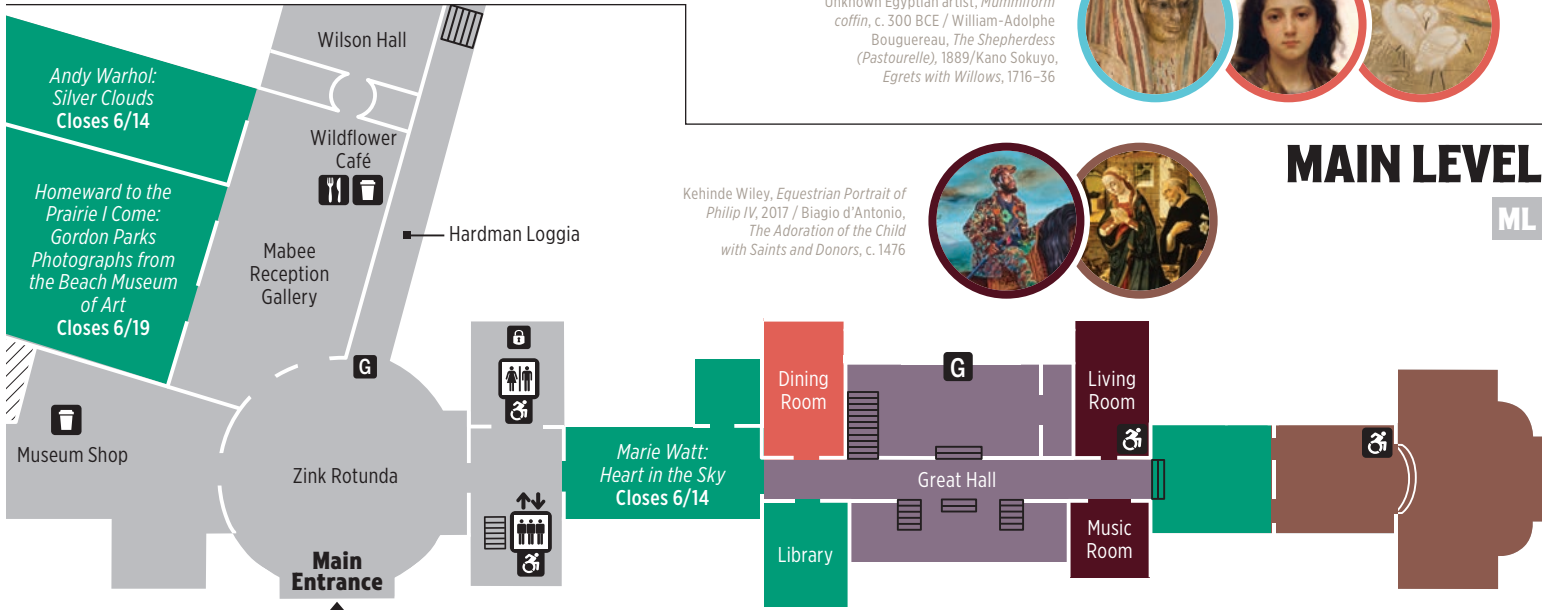 Unknown Egyptian artist, Mummiform
coffin, c. 300 BCE / William-Adolphe
Bouguereau, The Shepherdess
(Pastourelle), 1889/Kano Sokuyo,
Egrets with Willows, 1716–36
MAIN LEVEL
ML
Kehinde Wiley, Equestrian Portrait of
Philip IV, 2017 / Biagio d'Antonio,
The Adoration of the Child
with Saints and Donors, c. 1476
Wilson Hall
Andy Warhol:
Silver Clouds
Closes 6/14
Wildflower
Café
Homeward to the
Prairie I Come:
Gordon Parks
Photographs from
the Beach Museum
of Art
Closes 6/19
Hardman Loggia
Mabee
Reception
Gallery
G
Museum Shop
Zink Rotunda
Main
Entrance
Marie Watt:
Heart in the Sky
Closes 6/14
Dining
Room
G
Living
Room
Great Hall
Library
Music
Room